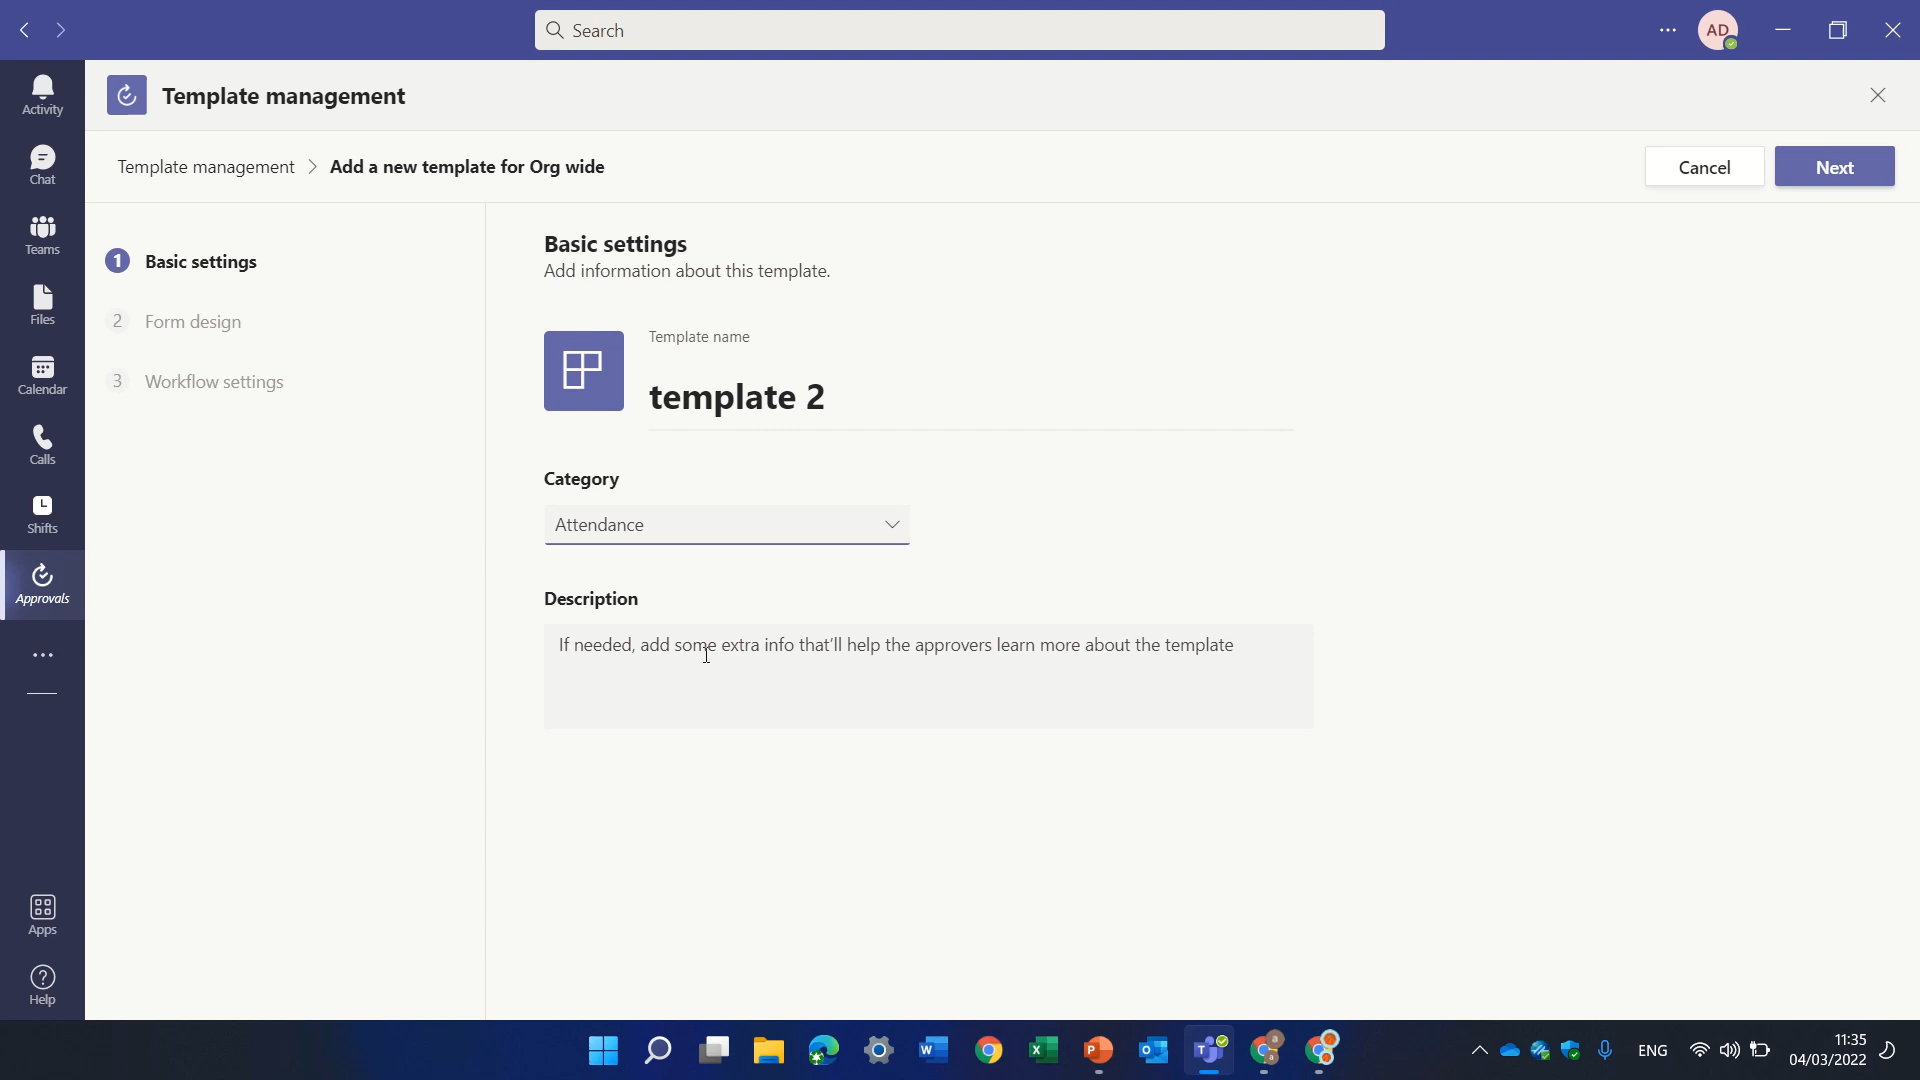 Search
AD
Activity
Chat
Teams
Files
Calendar
Calls
Shifts
Approvals
Apps
Help
Template management
Template management > Add a new template for Org wide
Cancel
Next
1 Basic settings
2 Form design
3 Workflow settings
Basic settings
Add information about this template.
Template name
template 2
Category
Attendance
Description
If needed, add some extra info that'll help the approvers learn more about the template
ENG
11:35
04/03/2022